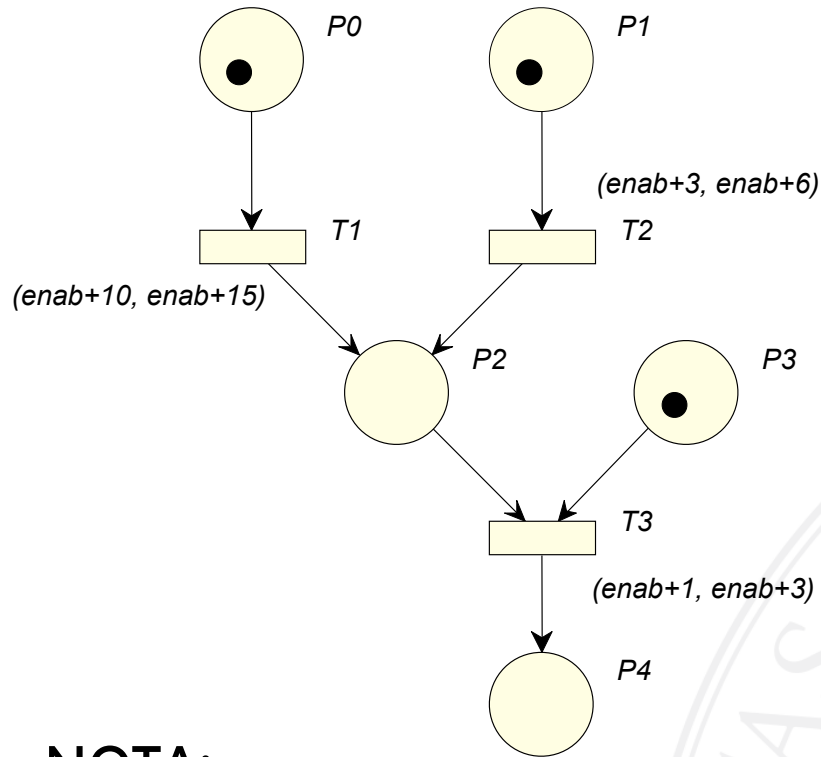 P0
P1
(enab+3, enab+6)
T1
T2
(enab+10, enab+15)
P2
P3
T3
(enab+1, enab+3)
P4
NOTA: